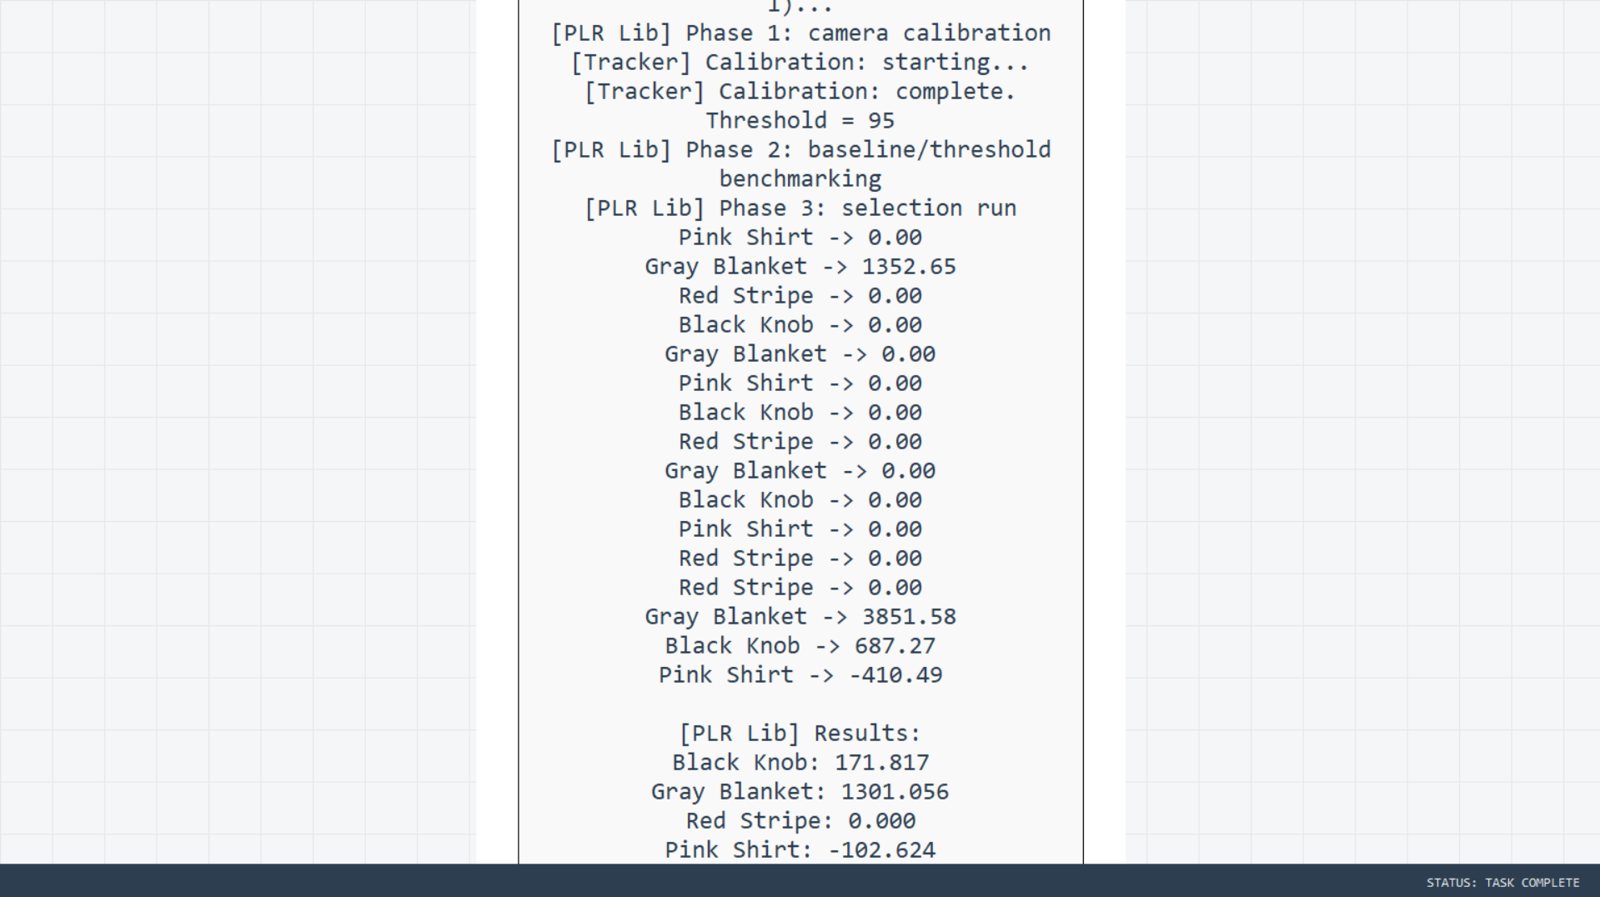 1)...
[PLR Lib] Phase 1: camera calibration
[Tracker] Calibration: starting...
[Tracker] Calibration: complete.
Threshold = 95
[PLR Lib] Phase 2: baseline/threshold
benchmarking
[PLR Lib] Phase 3: selection run
Pink Shirt -> 0.00
Gray Blanket -> 1352.65
Red Stripe -> 0.00
Black Knob -> 0.00
Gray Blanket -> 0.00
Pink Shirt -> 0.00
Black Knob -> 0.00
Red Stripe -> 0.00
Gray Blanket -> 0.00
Black Knob -> 0.00
Pink Shirt -> 0.00
Red Stripe -> 0.00
Red Stripe -> 0.00
Gray Blanket -> 3851.58
Black Knob -> 687.27
Pink Shirt -> -410.49
[PLR Lib] Results:
Black Knob: 171.817
Gray Blanket: 1301.056
Red Stripe: 0.000
Pink Shirt: -102.624
STATUS: TASK COMPLETE